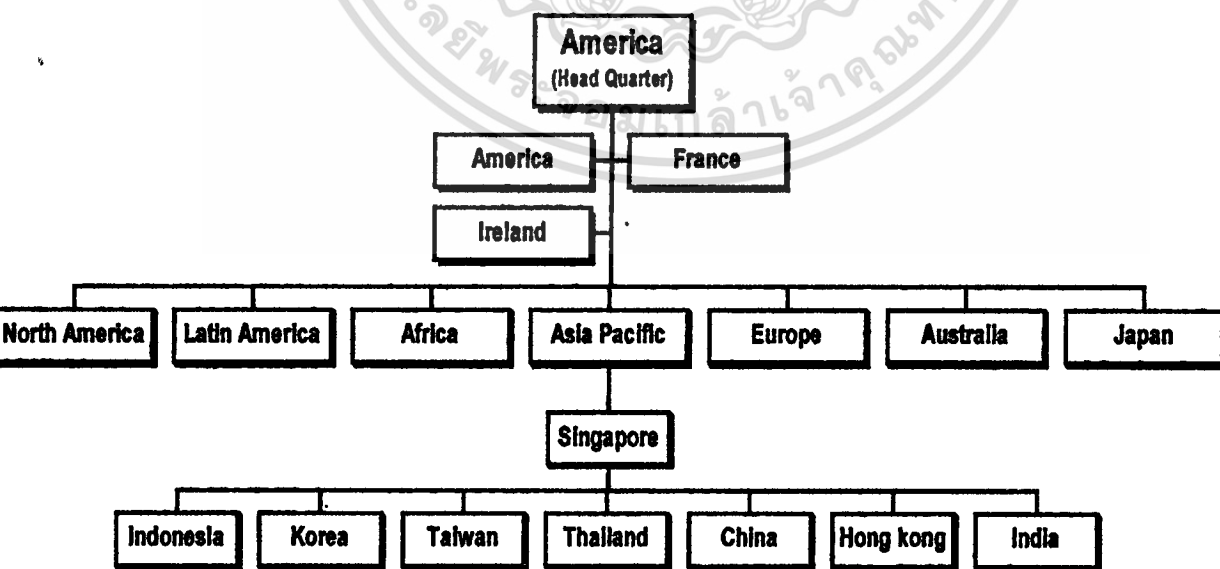 America
(Head Quarter)
America
France
Ireland
North America
Latin America
Africa
Asia Pacific
Europe
Australia
Japan
Singapore
Indonesia
Korea
Taiwan
Thailand
China
Hong kong
India